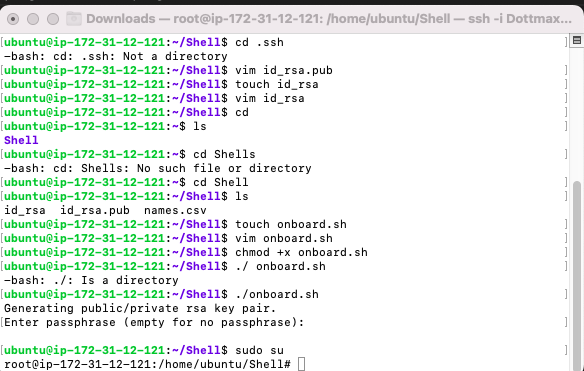 Downloads — root@ip-172-31-12-121: /home/ubuntu/Shell — ssh -i Dottmax...
[ubuntu@ip-172-31-12-121:~/Shell$ cd .ssh ]
-bash: cd: .ssh: Not a directory
[ubuntu@ip-172-31-12-121:~/Shell$ vim id_rsa.pub ]
[ubuntu@ip-172-31-12-121:~/Shell$ touch id_rsa ]
[ubuntu@ip-172-31-12-121:~/Shell$ vim id_rsa ]
[ubuntu@ip-172-31-12-121:~/Shell$ cd ]
[ubuntu@ip-172-31-12-121:~$ ls ]
Shell
[ubuntu@ip-172-31-12-121:~$ cd Shells ]
-bash: cd: Shells: No such file or directory
[ubuntu@ip-172-31-12-121:~$ cd Shell ]
[ubuntu@ip-172-31-12-121:~/Shell$ ls ]
id_rsa  id_rsa.pub  names.csv
[ubuntu@ip-172-31-12-121:~/Shell$ touch onboard.sh ]
[ubuntu@ip-172-31-12-121:~/Shell$ vim onboard.sh ]
[ubuntu@ip-172-31-12-121:~/Shell$ chmod +x onboard.sh ]
[ubuntu@ip-172-31-12-121:~/Shell$ ./ onboard.sh ]
-bash: ./: Is a directory
[ubuntu@ip-172-31-12-121:~/Shell$ ./onboard.sh ]
Generating public/private rsa key pair.
[Enter passphrase (empty for no passphrase): ]
[ubuntu@ip-172-31-12-121:~/Shell$ sudo su ]
root@ip-172-31-12-121:/home/ubuntu/Shell#